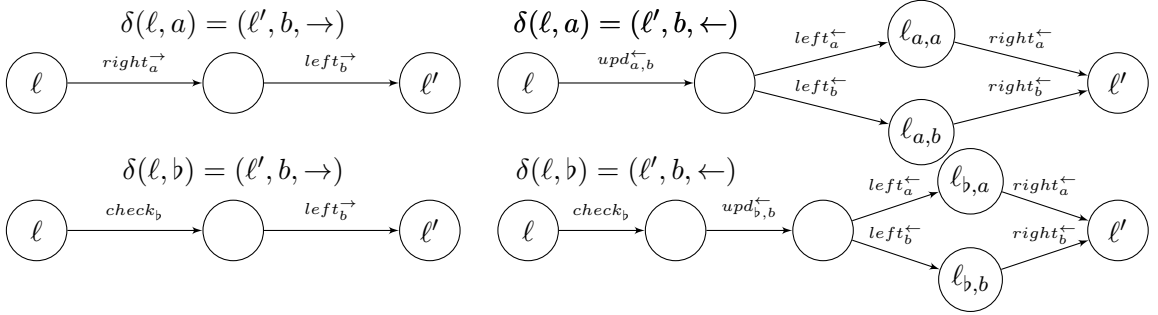 δ(ℓ, a) = (ℓ′, b, →)
ℓ right_a^→ left_b^→ ℓ′
δ(ℓ, a) = (ℓ′, b, ←)
ℓ upd_{a,b}^← left_a^← ℓ_{a,a} right_a^← left_b^← ℓ_{a,b} right_b^← ℓ′
δ(ℓ, ♭) = (ℓ′, b, →)
ℓ check_♭ left_b^→ ℓ′
δ(ℓ, ♭) = (ℓ′, b, ←)
ℓ check_♭ upd_{♭,b}^← left_a^← ℓ_{♭,a} right_a^← left_b^← ℓ_{♭,b} right_b^← ℓ′